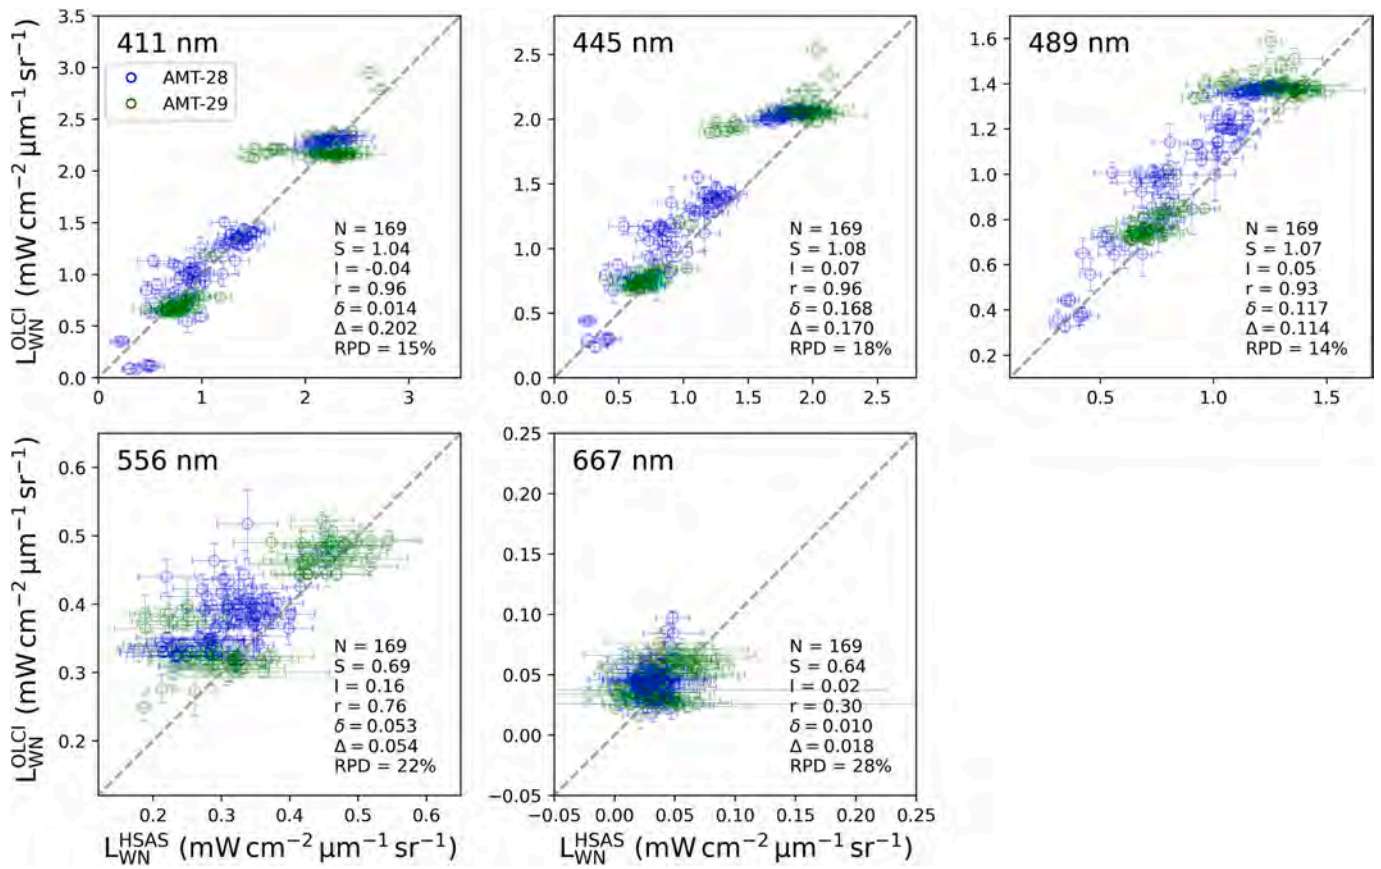 411 nm
AMT-28
AMT-29
N = 169
S = 1.04
I = -0.04
r = 0.96
δ = 0.014
Δ = 0.202
RPD = 15%
3.5
3.0
2.5
2.0
1.5
1.0
0.5
0.0
0
1
2
3
L_WN^OLCI (mW cm⁻² µm⁻¹ sr⁻¹)
445 nm
N = 169
S = 1.08
I = 0.07
r = 0.96
δ = 0.168
Δ = 0.170
RPD = 18%
2.5
2.0
1.5
1.0
0.5
0.0
0.0
0.5
1.0
1.5
2.0
2.5
489 nm
N = 169
S = 1.07
I = 0.05
r = 0.93
δ = 0.117
Δ = 0.114
RPD = 14%
1.6
1.4
1.2
1.0
0.8
0.6
0.4
0.2
0.5
1.0
1.5
556 nm
N = 169
S = 0.69
I = 0.16
r = 0.76
δ = 0.053
Δ = 0.054
RPD = 22%
0.6
0.5
0.4
0.3
0.2
0.2
0.3
0.4
0.5
0.6
L_WN^OLCI (mW cm⁻² µm⁻¹ sr⁻¹)
L_WN^HSAS (mW cm⁻² µm⁻¹ sr⁻¹)
667 nm
N = 169
S = 0.64
I = 0.02
r = 0.30
δ = 0.010
Δ = 0.018
RPD = 28%
0.25
0.20
0.15
0.10
0.05
0.00
−0.05
−0.05
0.00
0.05
0.10
0.15
0.20
0.25
L_WN^HSAS (mW cm⁻² µm⁻¹ sr⁻¹)